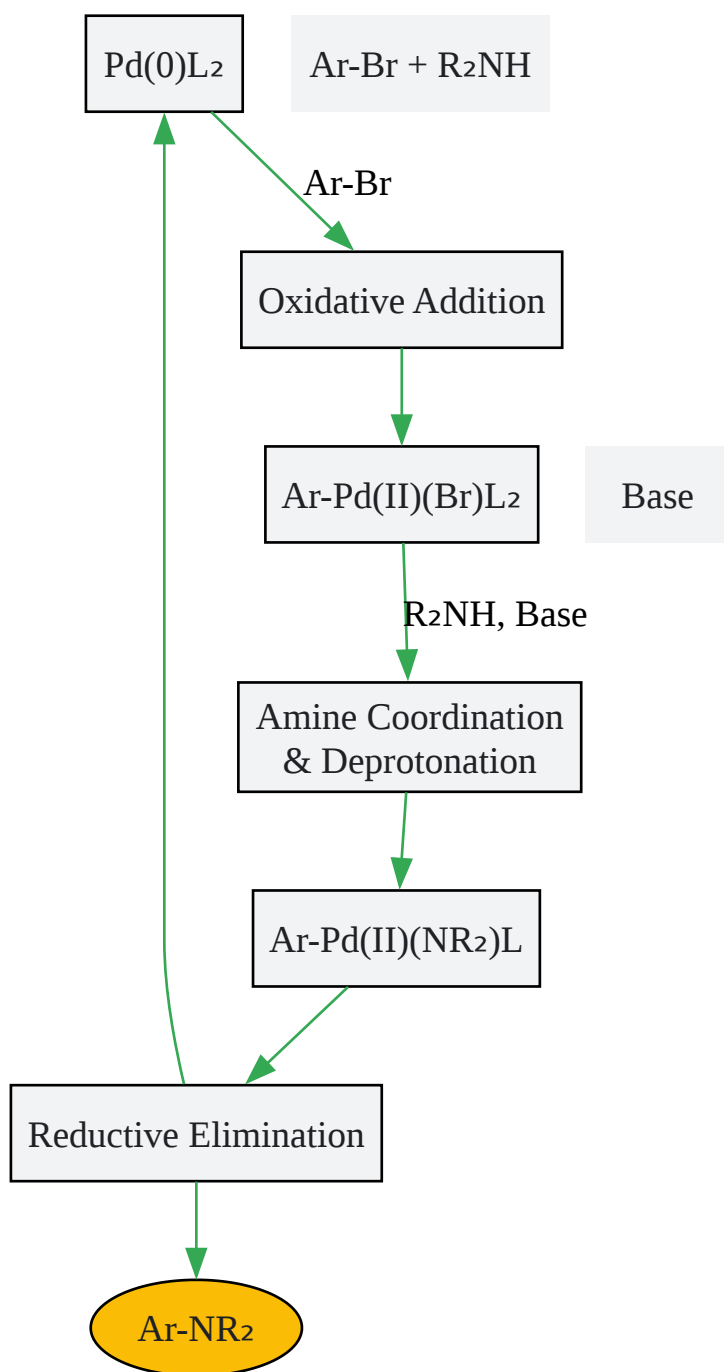 Pd(0)L₂
Ar-Br + R₂NH
Ar-Br
Oxidative Addition
Ar-Pd(II)(Br)L₂
Base
R₂NH, Base
Amine Coordination
& Deprotonation
Ar-Pd(II)(NR₂)L
Reductive Elimination
Ar-NR₂